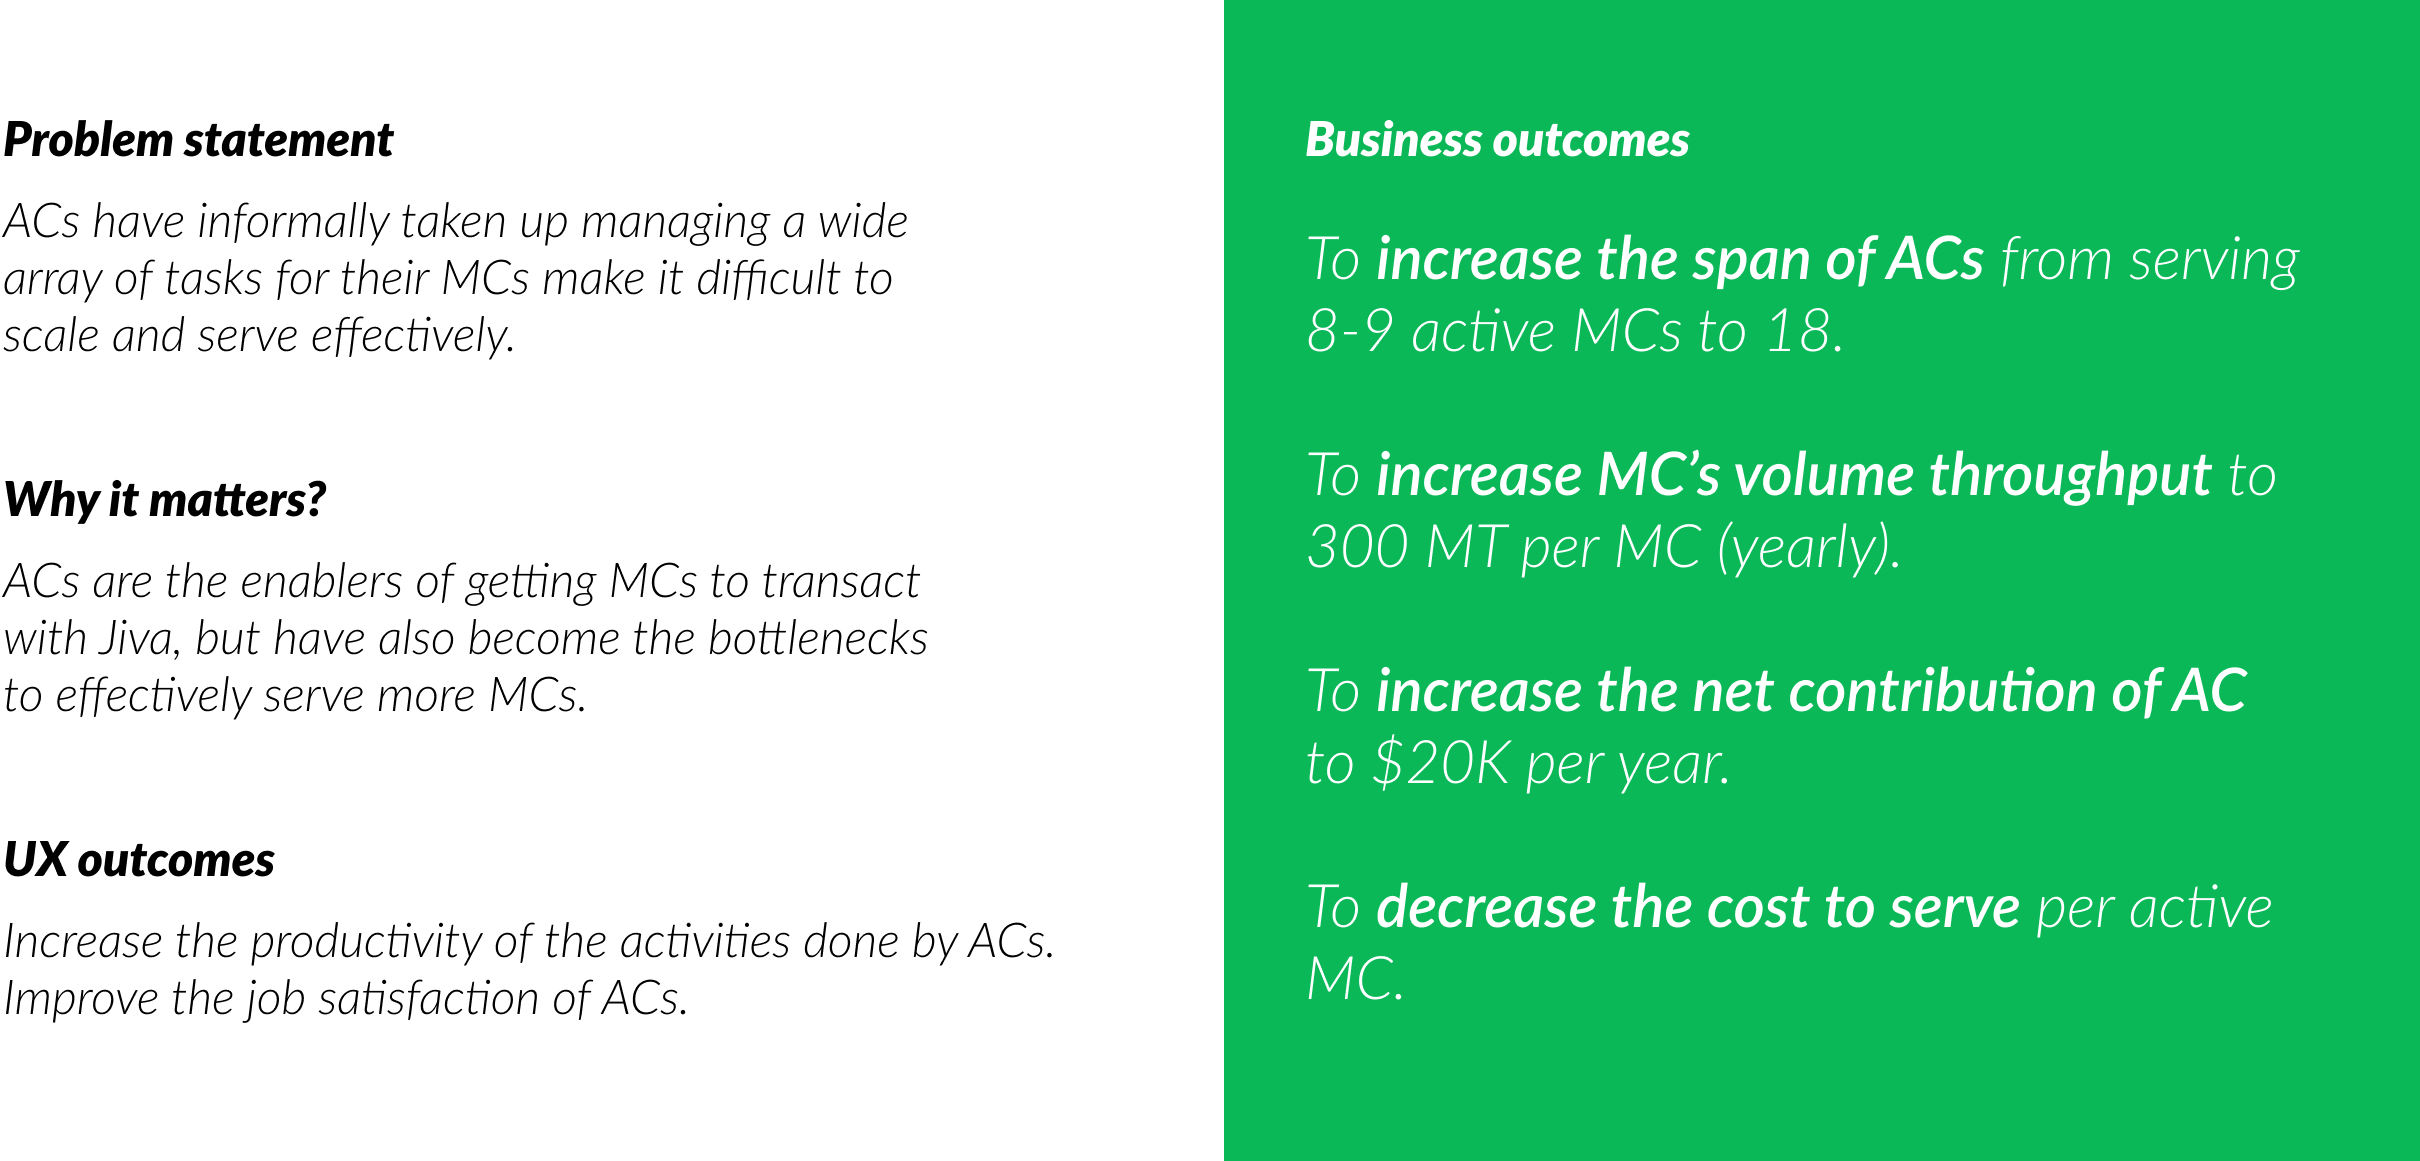 Problem statement
ACs have informally taken up managing a wide
array of tasks for their MCs make it difficult to
scale and serve effectively.
Why it matters?
ACs are the enablers of getting MCs to transact
with Jiva, but have also become the bottlenecks
to effectively serve more MCs.
UX outcomes
Increase the productivity of the activities done by ACs.
Improve the job satisfaction of ACs.
Business outcomes
To increase the span of ACs from serving
8-9 active MCs to 18.
To increase MC’s volume throughput to
300 MT per MC (yearly).
To increase the net contribution of AC
to $20K per year.
To decrease the cost to serve per active
MC.